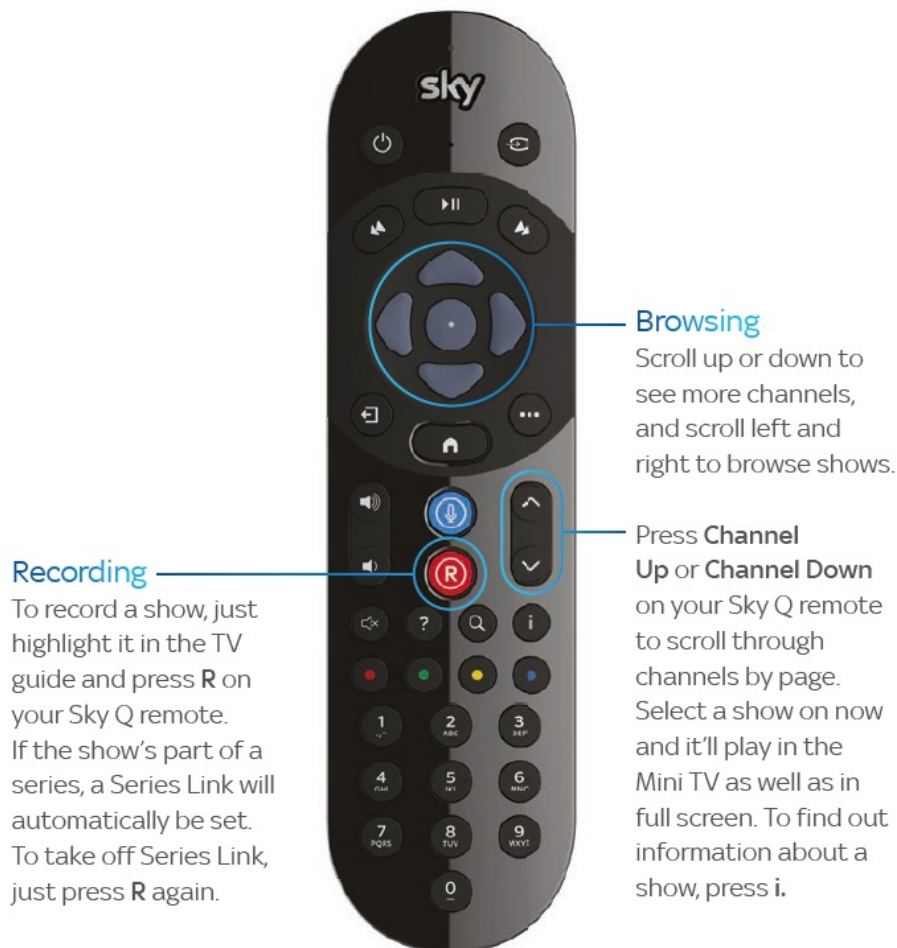 sky
Browsing
Scroll up or down to
see more channels,
and scroll left and
right to browse shows.
Press Channel
Up or Channel Down
on your Sky Q remote
to scroll through
channels by page.
Select a show on now
and it'll play in the
Mini TV as well as in
full screen. To find out
information about a
show, press i.
Recording
To record a show, just
highlight it in the TV
guide and press R on
your Sky Q remote.
If the show's part of a
series, a Series Link will
automatically be set.
To take off Series Link,
just press R again.
R
? i
1 2 3
ABC DEF
4 5 6
7 8 9
PQRS TUV
0